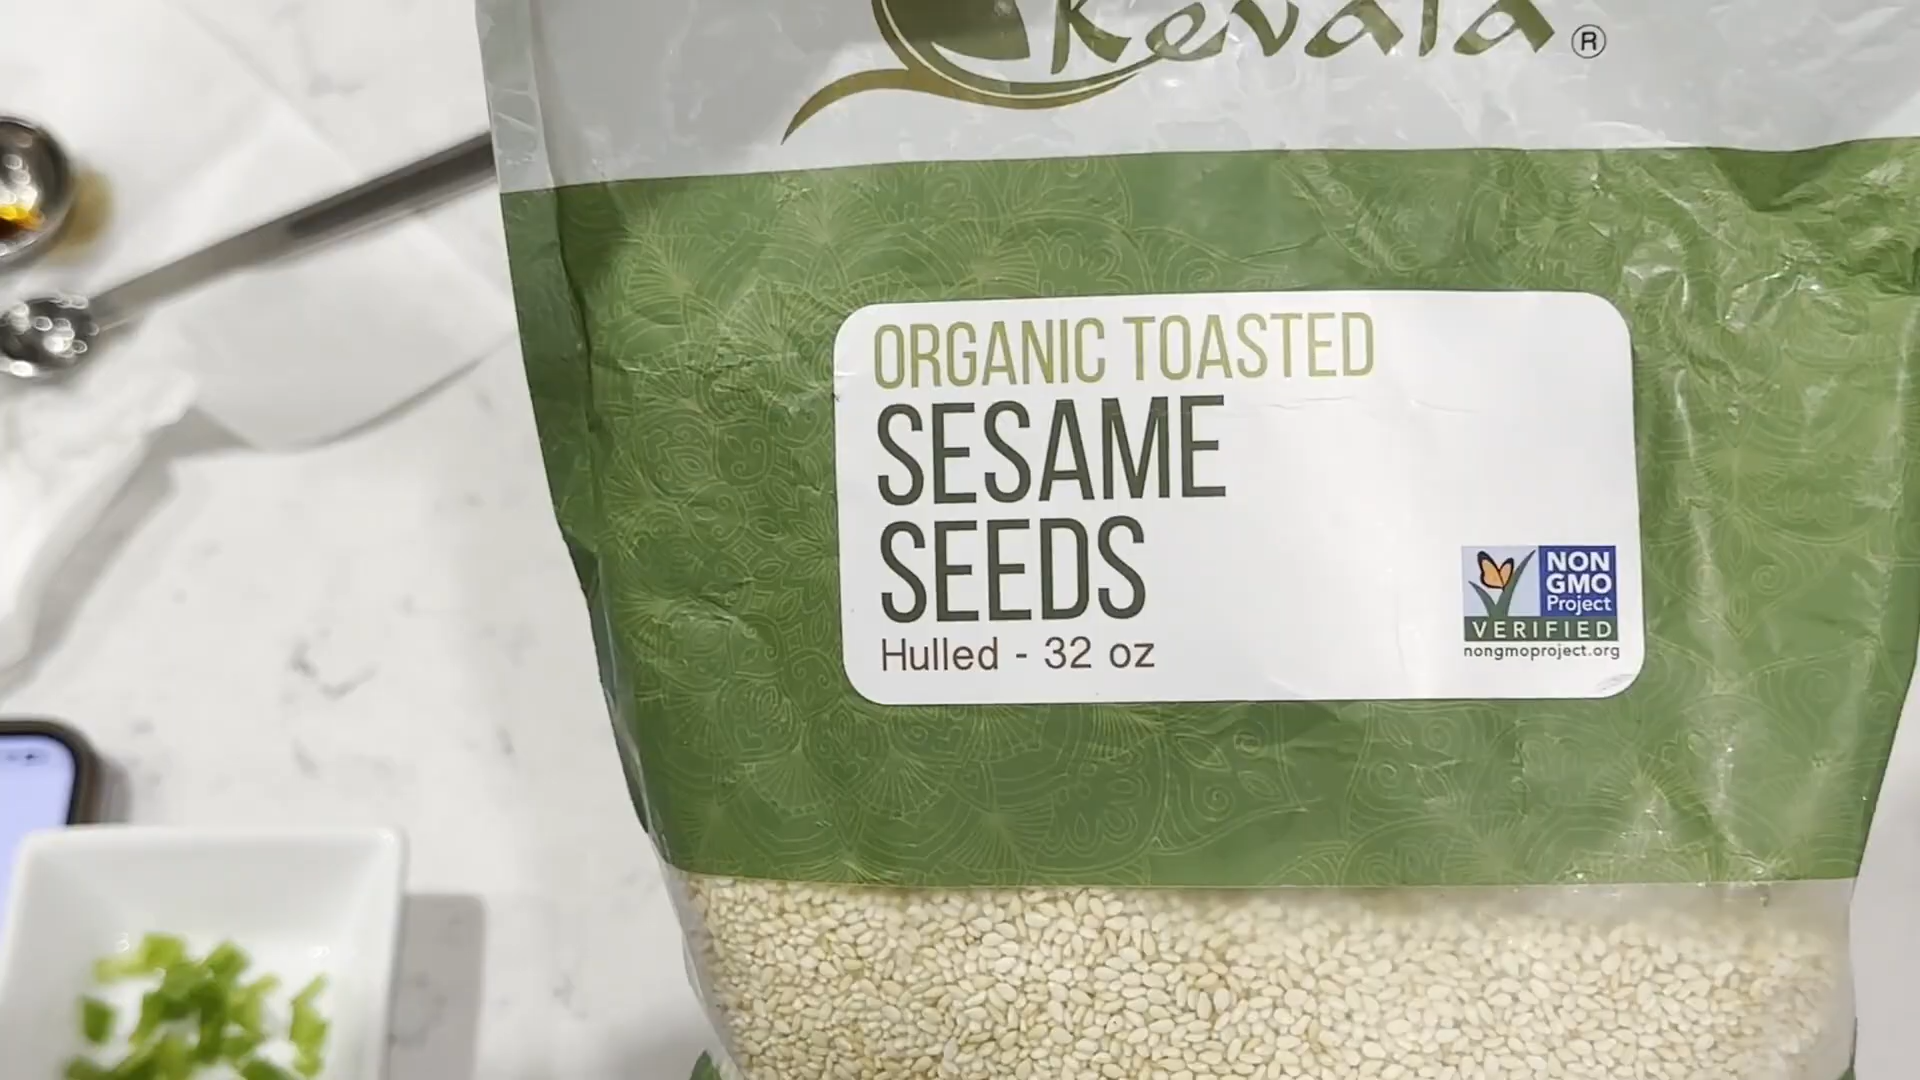 Kevala ®
ORGANIC TOASTED
SESAME
SEEDS
Hulled - 32 oz
NON
GMO
Project
VERIFIED
nongmoproject.org